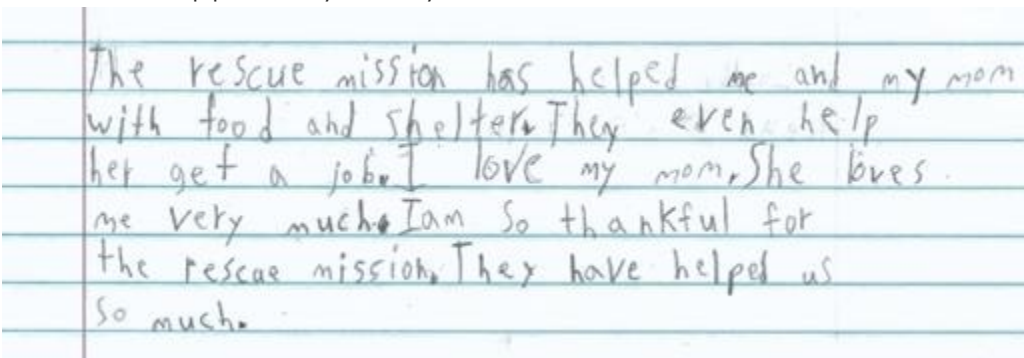 The rescue mission has helped me and my mom
with food and shelter. They even help
her get a job. I love my mom. She loves
me very much. I am so thankful for
the rescue mission. They have helped us
so much.